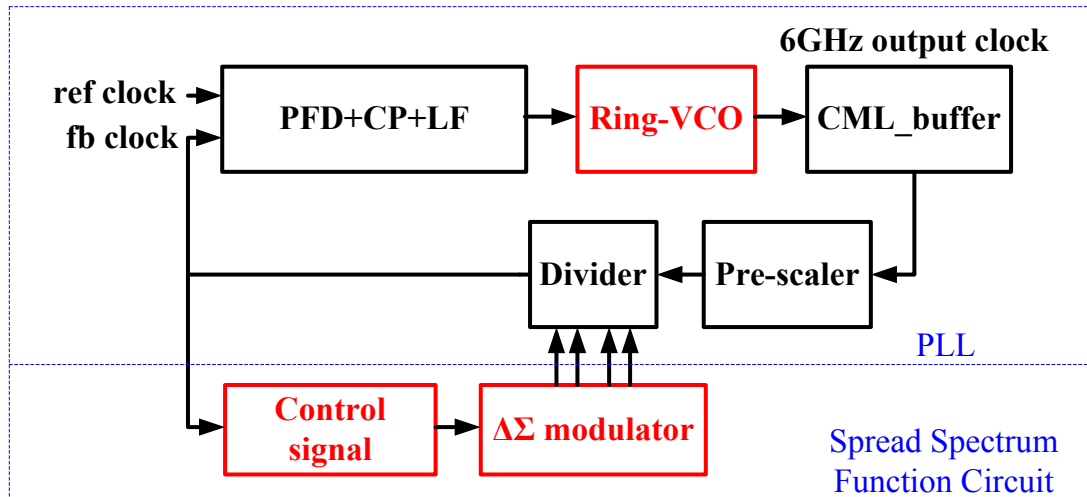 6GHz output clock
ref clock
fb clock
PFD+CP+LF
Ring-VCO
CML_buffer
Divider
Pre-scaler
PLL
Control
signal
ΔΣ modulator
Spread Spectrum
Function Circuit